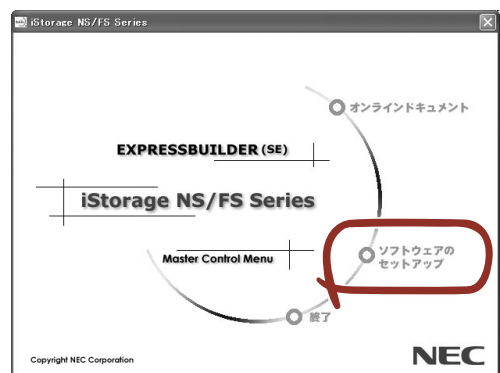 iStorage NS/FS Series
オンラインドキュメント
EXPRESSBUILDER (SE)
iStorage NS/FS Series
ソフトウェアの
セットアップ
Master Control Menu
終了
Copyright NEC Corporation
NEC